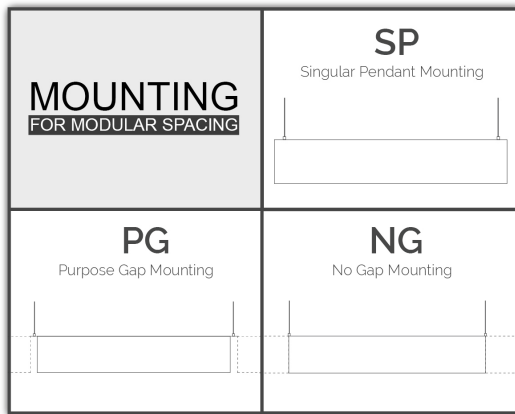 MOUNTING
FOR MODULAR SPACING
SP
Singular Pendant Mounting
PG
Purpose Gap Mounting
NG
No Gap Mounting